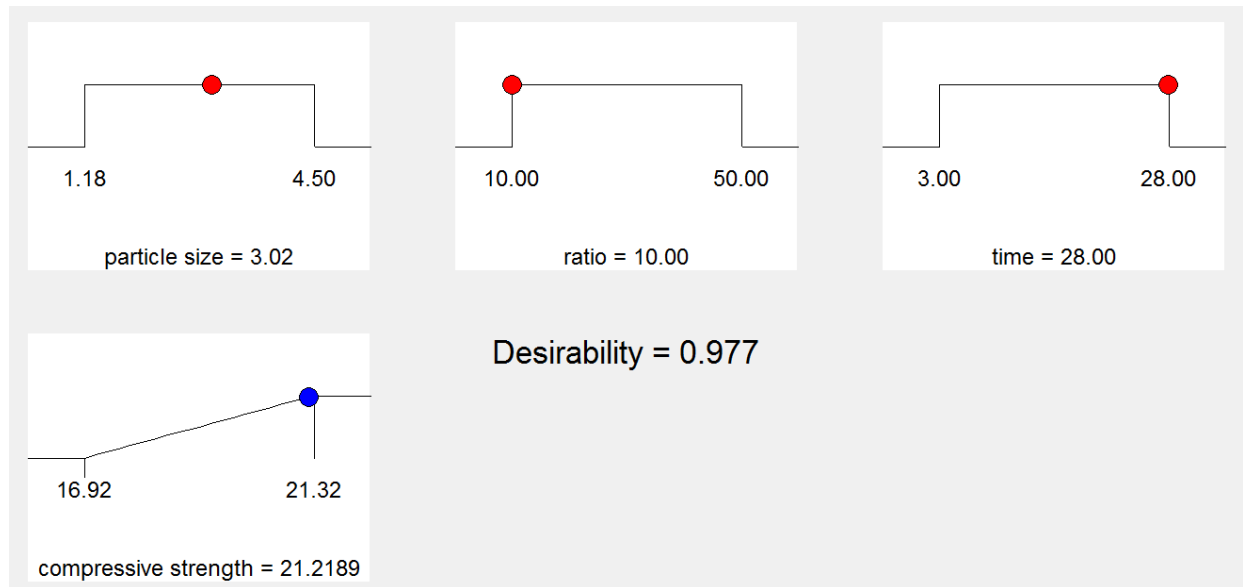 1.18 4.50
particle size = 3.02
10.00 50.00
ratio = 10.00
3.00 28.00
time = 28.00
16.92 21.32
compressive strength = 21.2189
Desirability = 0.977